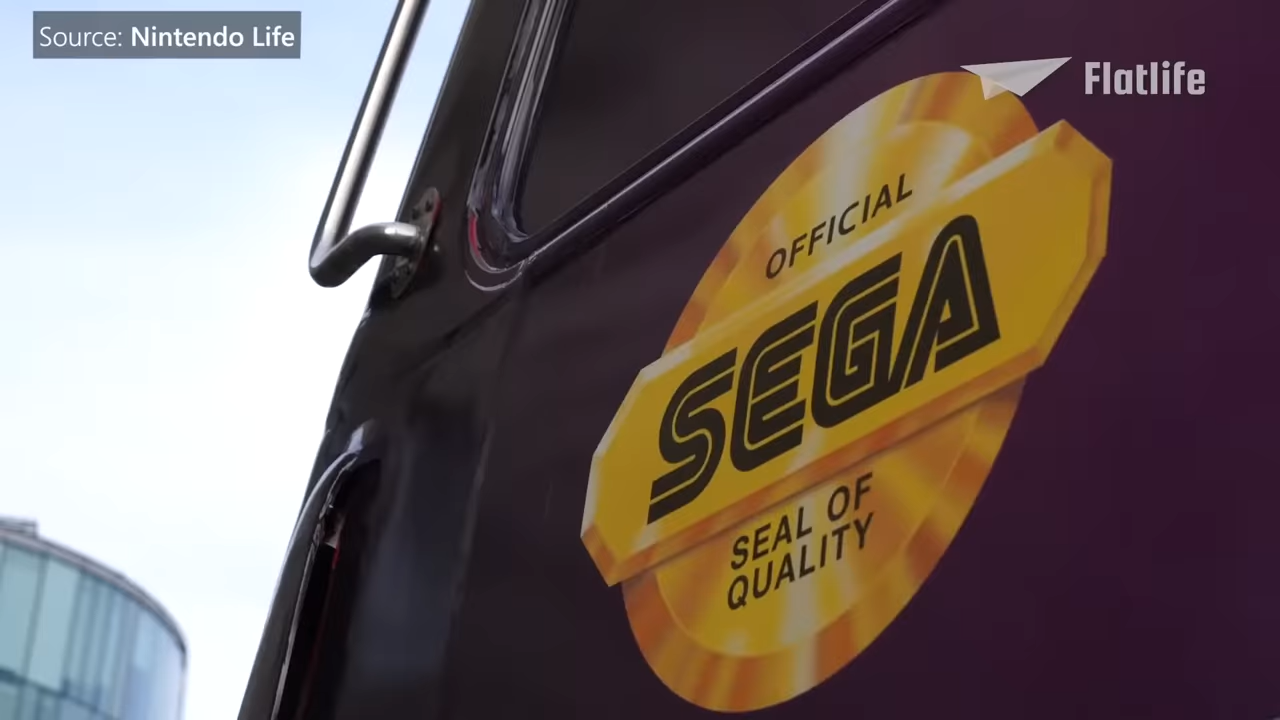 Source: Nintendo Life
Flatlife
OFFICIAL
SEGA
SEAL OF
QUALITY